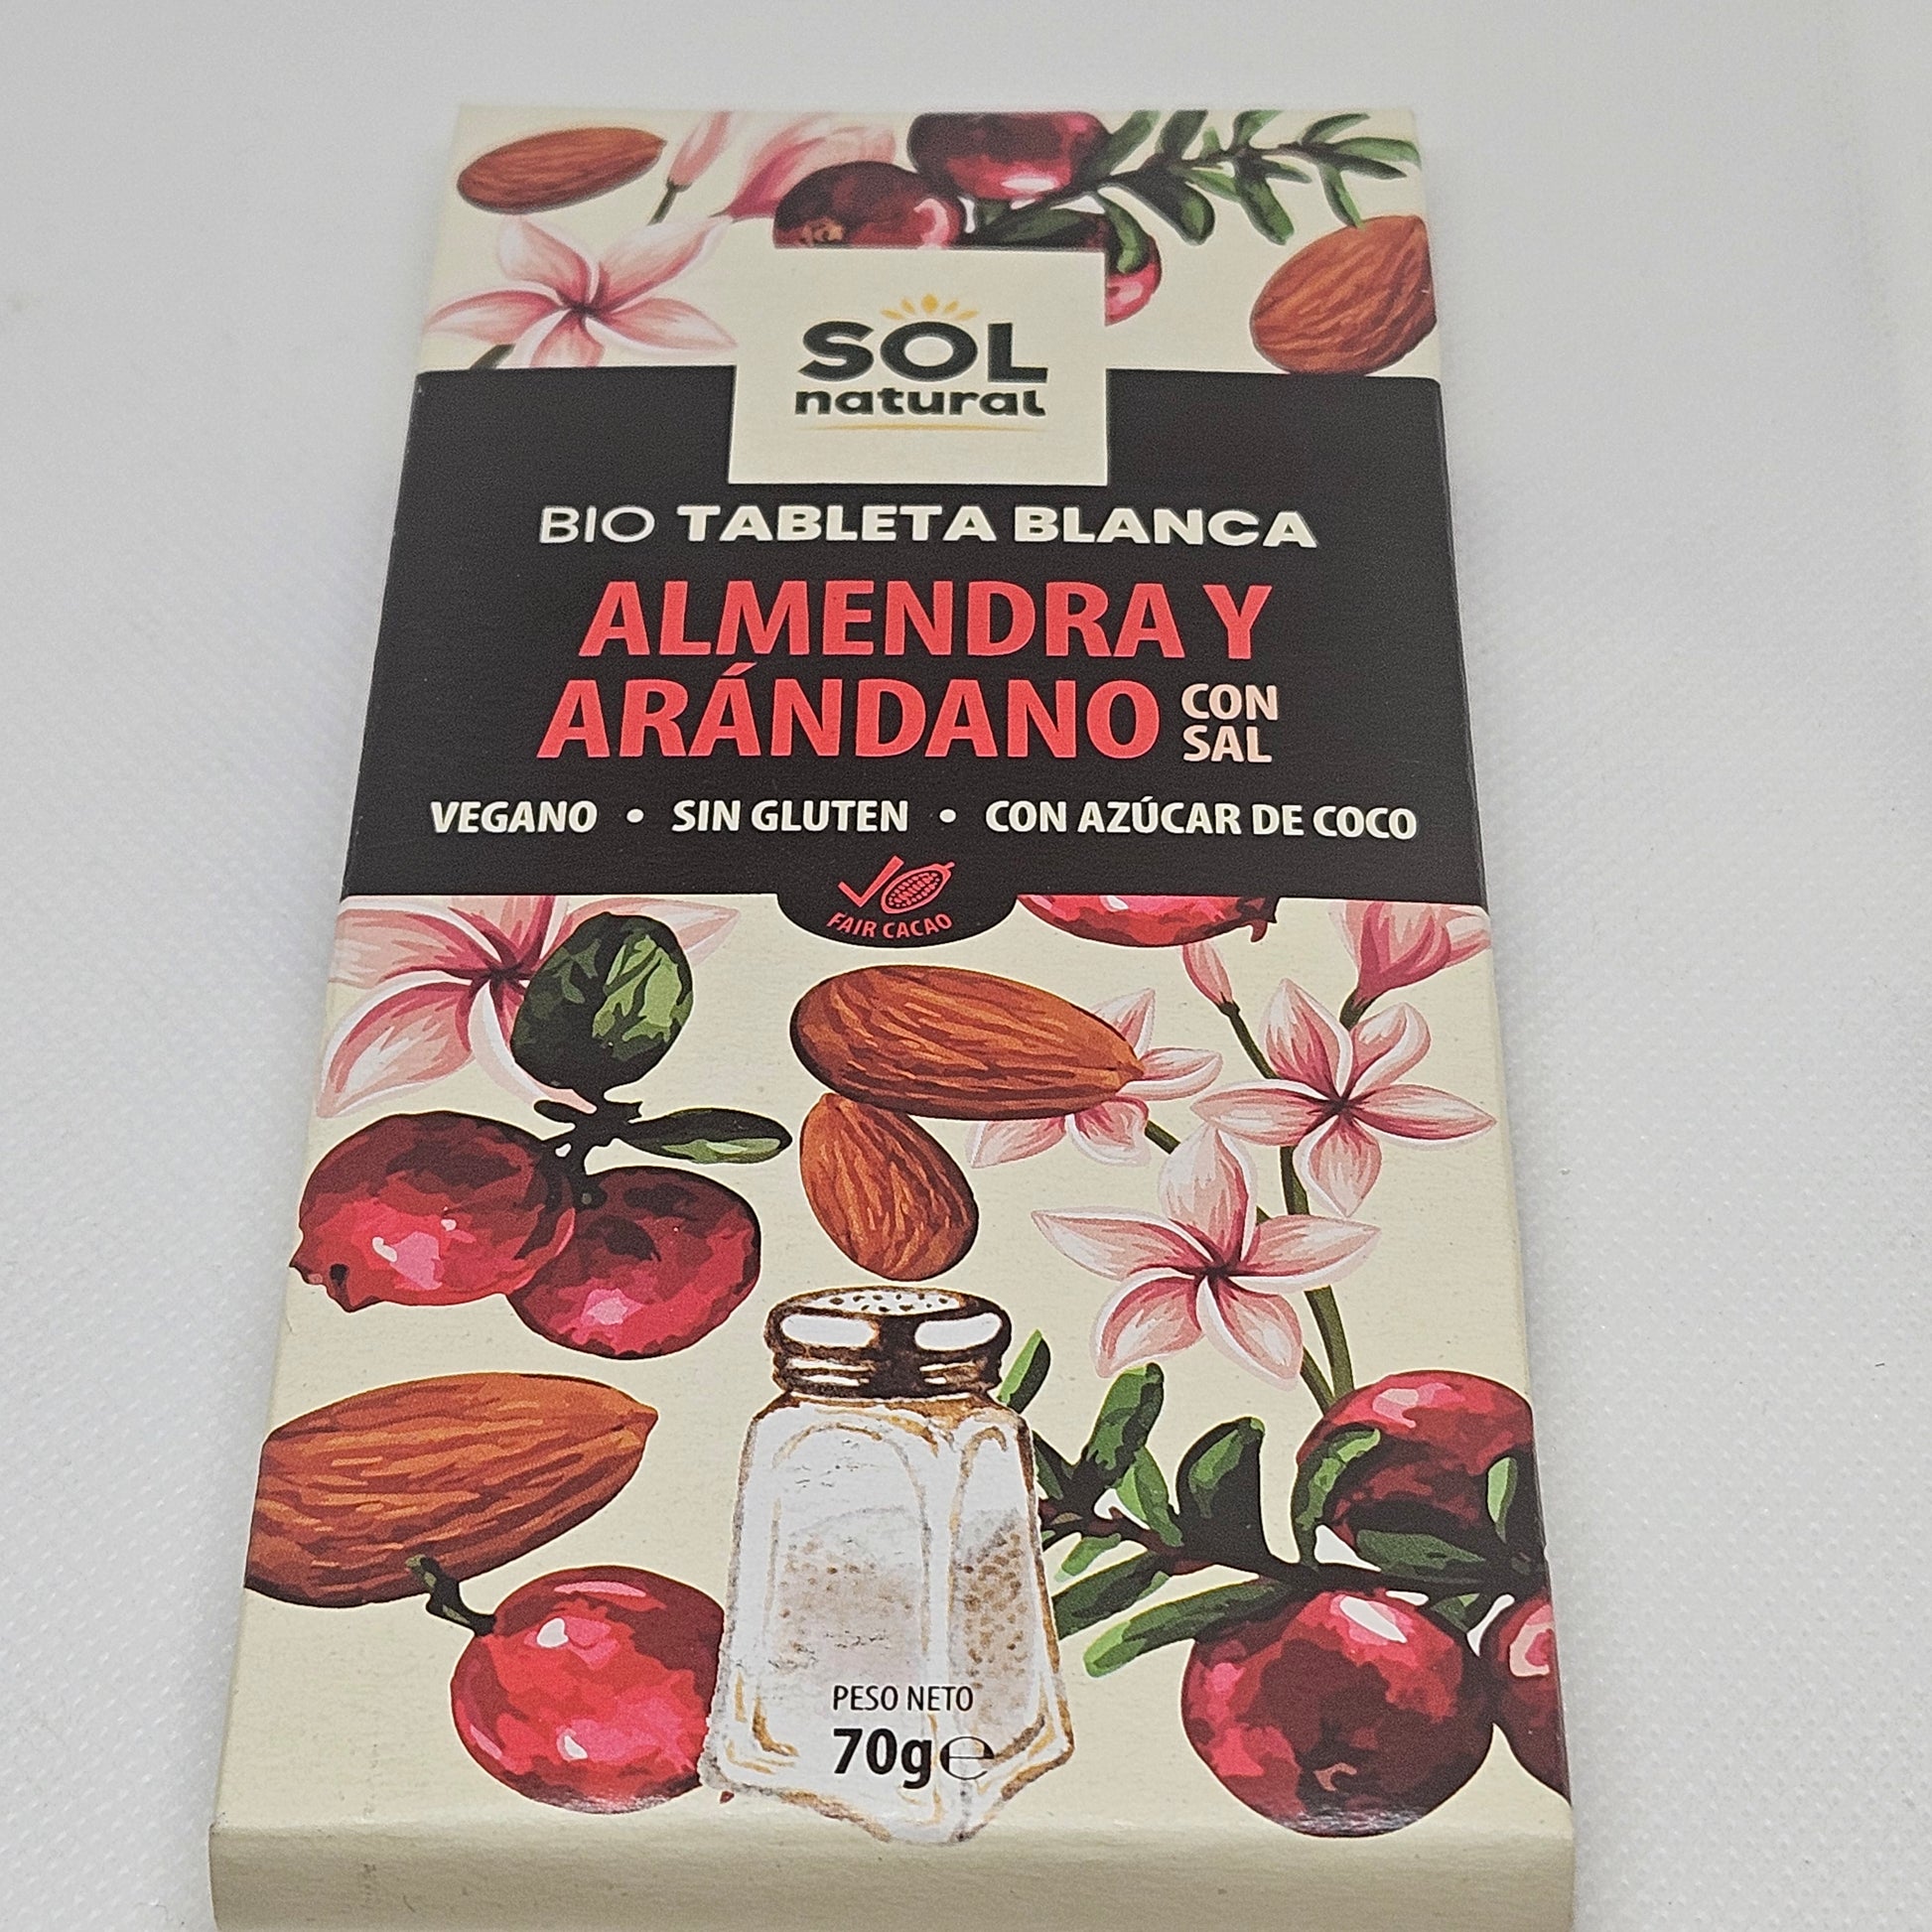 SOL
natural
BIO TABLETA BLANCA
ALMENDRA Y
ARÁNDANO CON
SAL
VEGANO • SIN GLUTEN • CON AZÚCAR DE COCO
FAIR CACAO
PESO NETO
70g℮